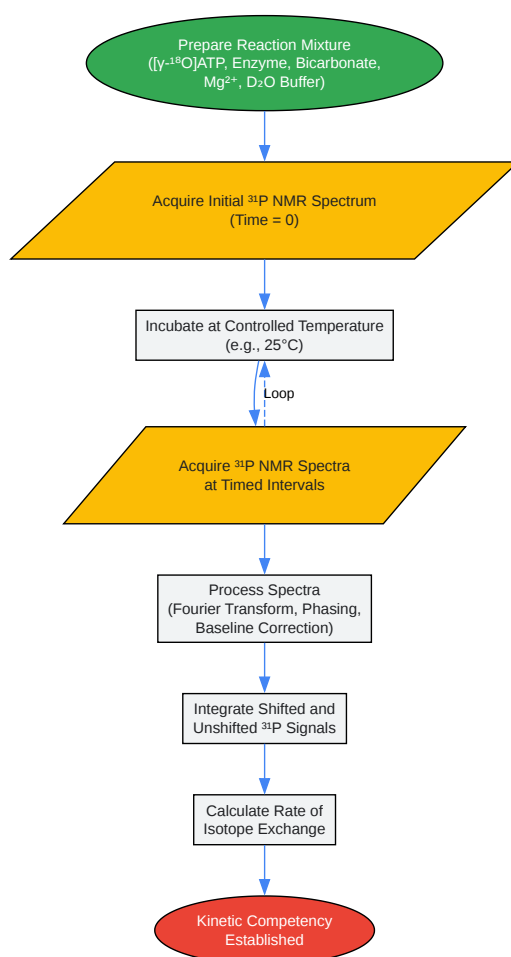 Prepare Reaction Mixture
([γ-¹⁸O]ATP, Enzyme, Bicarbonate,
Mg²⁺, D₂O Buffer)
Acquire Initial ³¹P NMR Spectrum
(Time = 0)
Incubate at Controlled Temperature
(e.g., 25°C)
Loop
Acquire ³¹P NMR Spectra
at Timed Intervals
Process Spectra
(Fourier Transform, Phasing,
Baseline Correction)
Integrate Shifted and
Unshifted ³¹P Signals
Calculate Rate of
Isotope Exchange
Kinetic Competency
Established